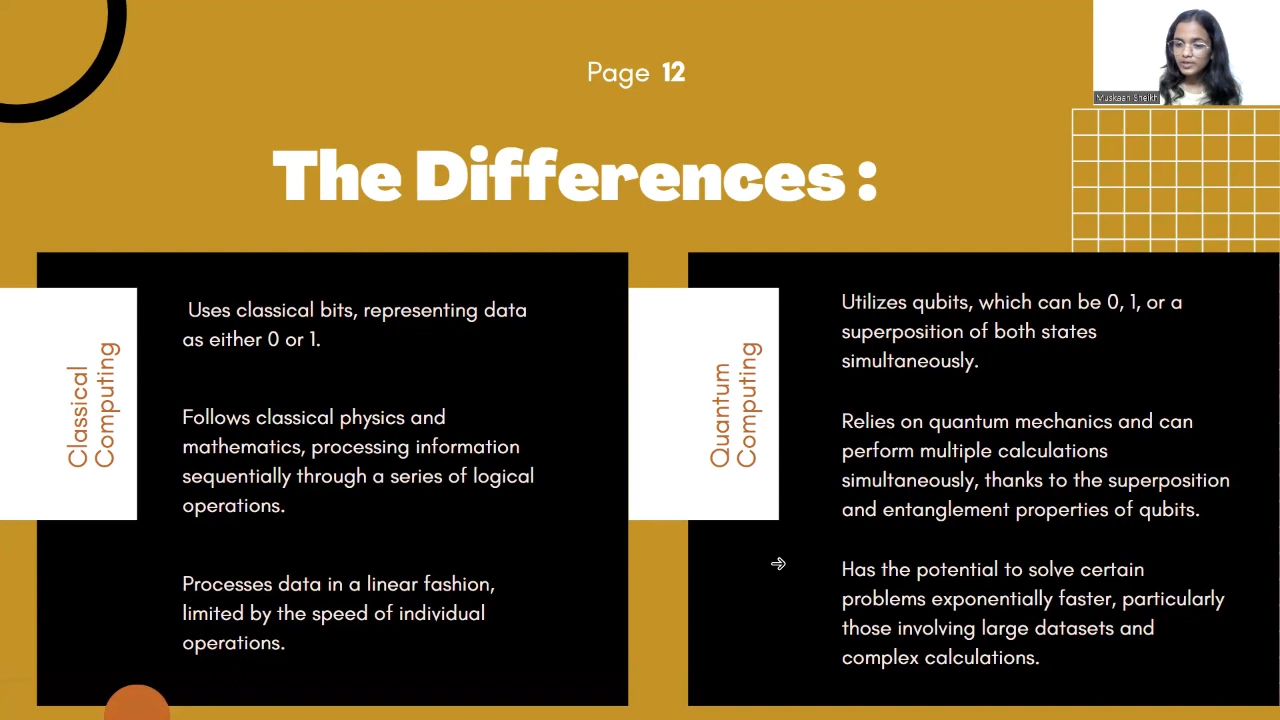 Page 12
Muskaan Sheikh
The Differences :
Classical
Computing
Uses classical bits, representing data
as either 0 or 1.
Follows classical physics and
mathematics, processing information
sequentially through a series of logical
operations.
Processes data in a linear fashion,
limited by the speed of individual
operations.
Quantum
Computing
Utilizes qubits, which can be 0, 1, or a
superposition of both states
simultaneously.
Relies on quantum mechanics and can
perform multiple calculations
simultaneously, thanks to the superposition
and entanglement properties of qubits.
Has the potential to solve certain
problems exponentially faster, particularly
those involving large datasets and
complex calculations.